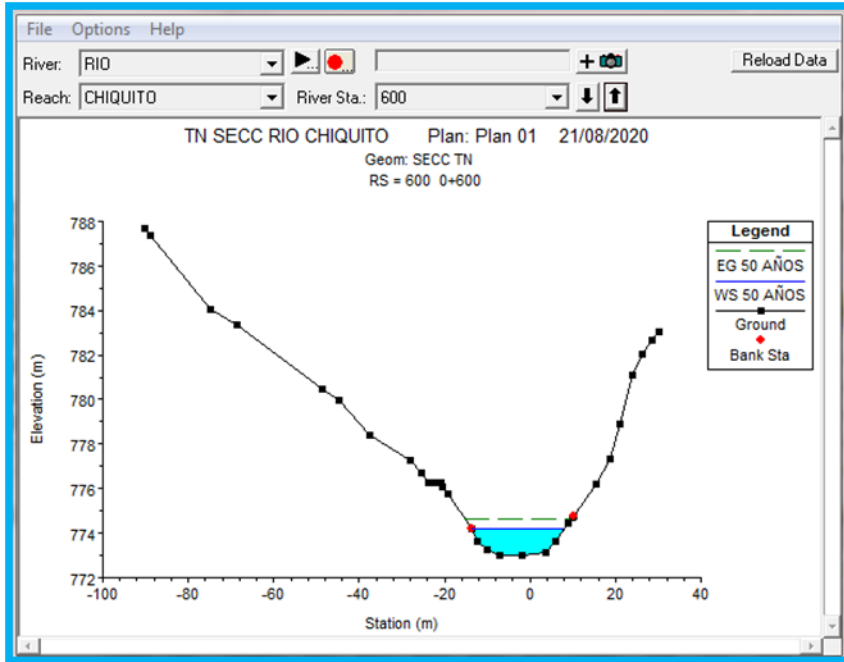 File Options Help
River: RIO Reload Data
Reach: CHIQUITO River Sta.: 600
TN SECC RIO CHIQUITO Plan: Plan 01 21/08/2020
Geom: SECC TN
RS = 600 0+600
788
786
784
782
780
778
776
774
772
Elevation (m)
-100 -80 -60 -40 -20 0 20 40
Station (m)
Legend
EG 50 AÑOS
WS 50 AÑOS
Ground
Bank Sta